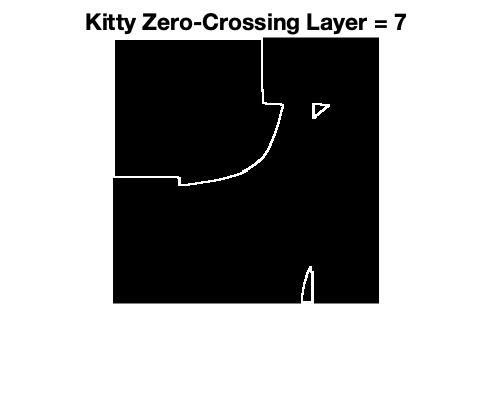 Kitty Zero-Crossing Layer = 7